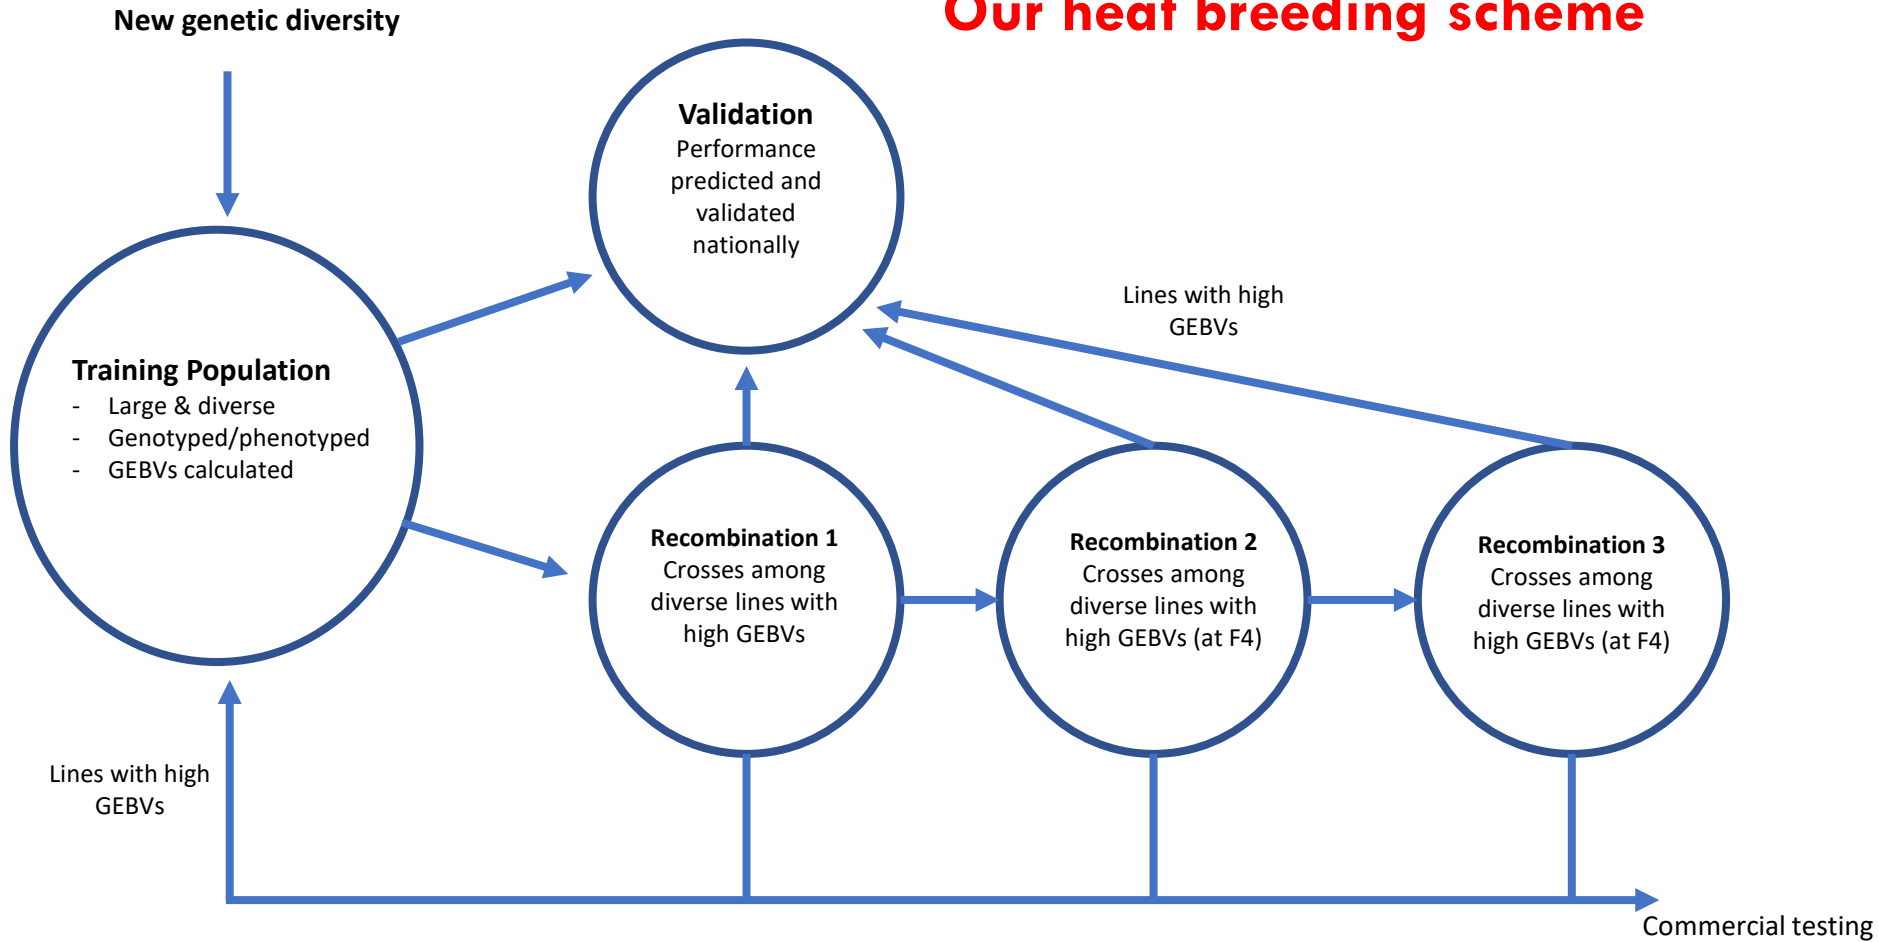 Our heat breeding scheme
New genetic diversity
Validation
Performance
predicted and
validated
nationally
Lines with high
GEBVs
Training Population
- Large & diverse
- Genotyped/phenotyped
- GEBVs calculated
Recombination 1
Crosses among
diverse lines with
high GEBVs
Recombination 2
Crosses among
diverse lines with
high GEBVs (at F4)
Recombination 3
Crosses among
diverse lines with
high GEBVs (at F4)
Lines with high
GEBVs
Commercial testing